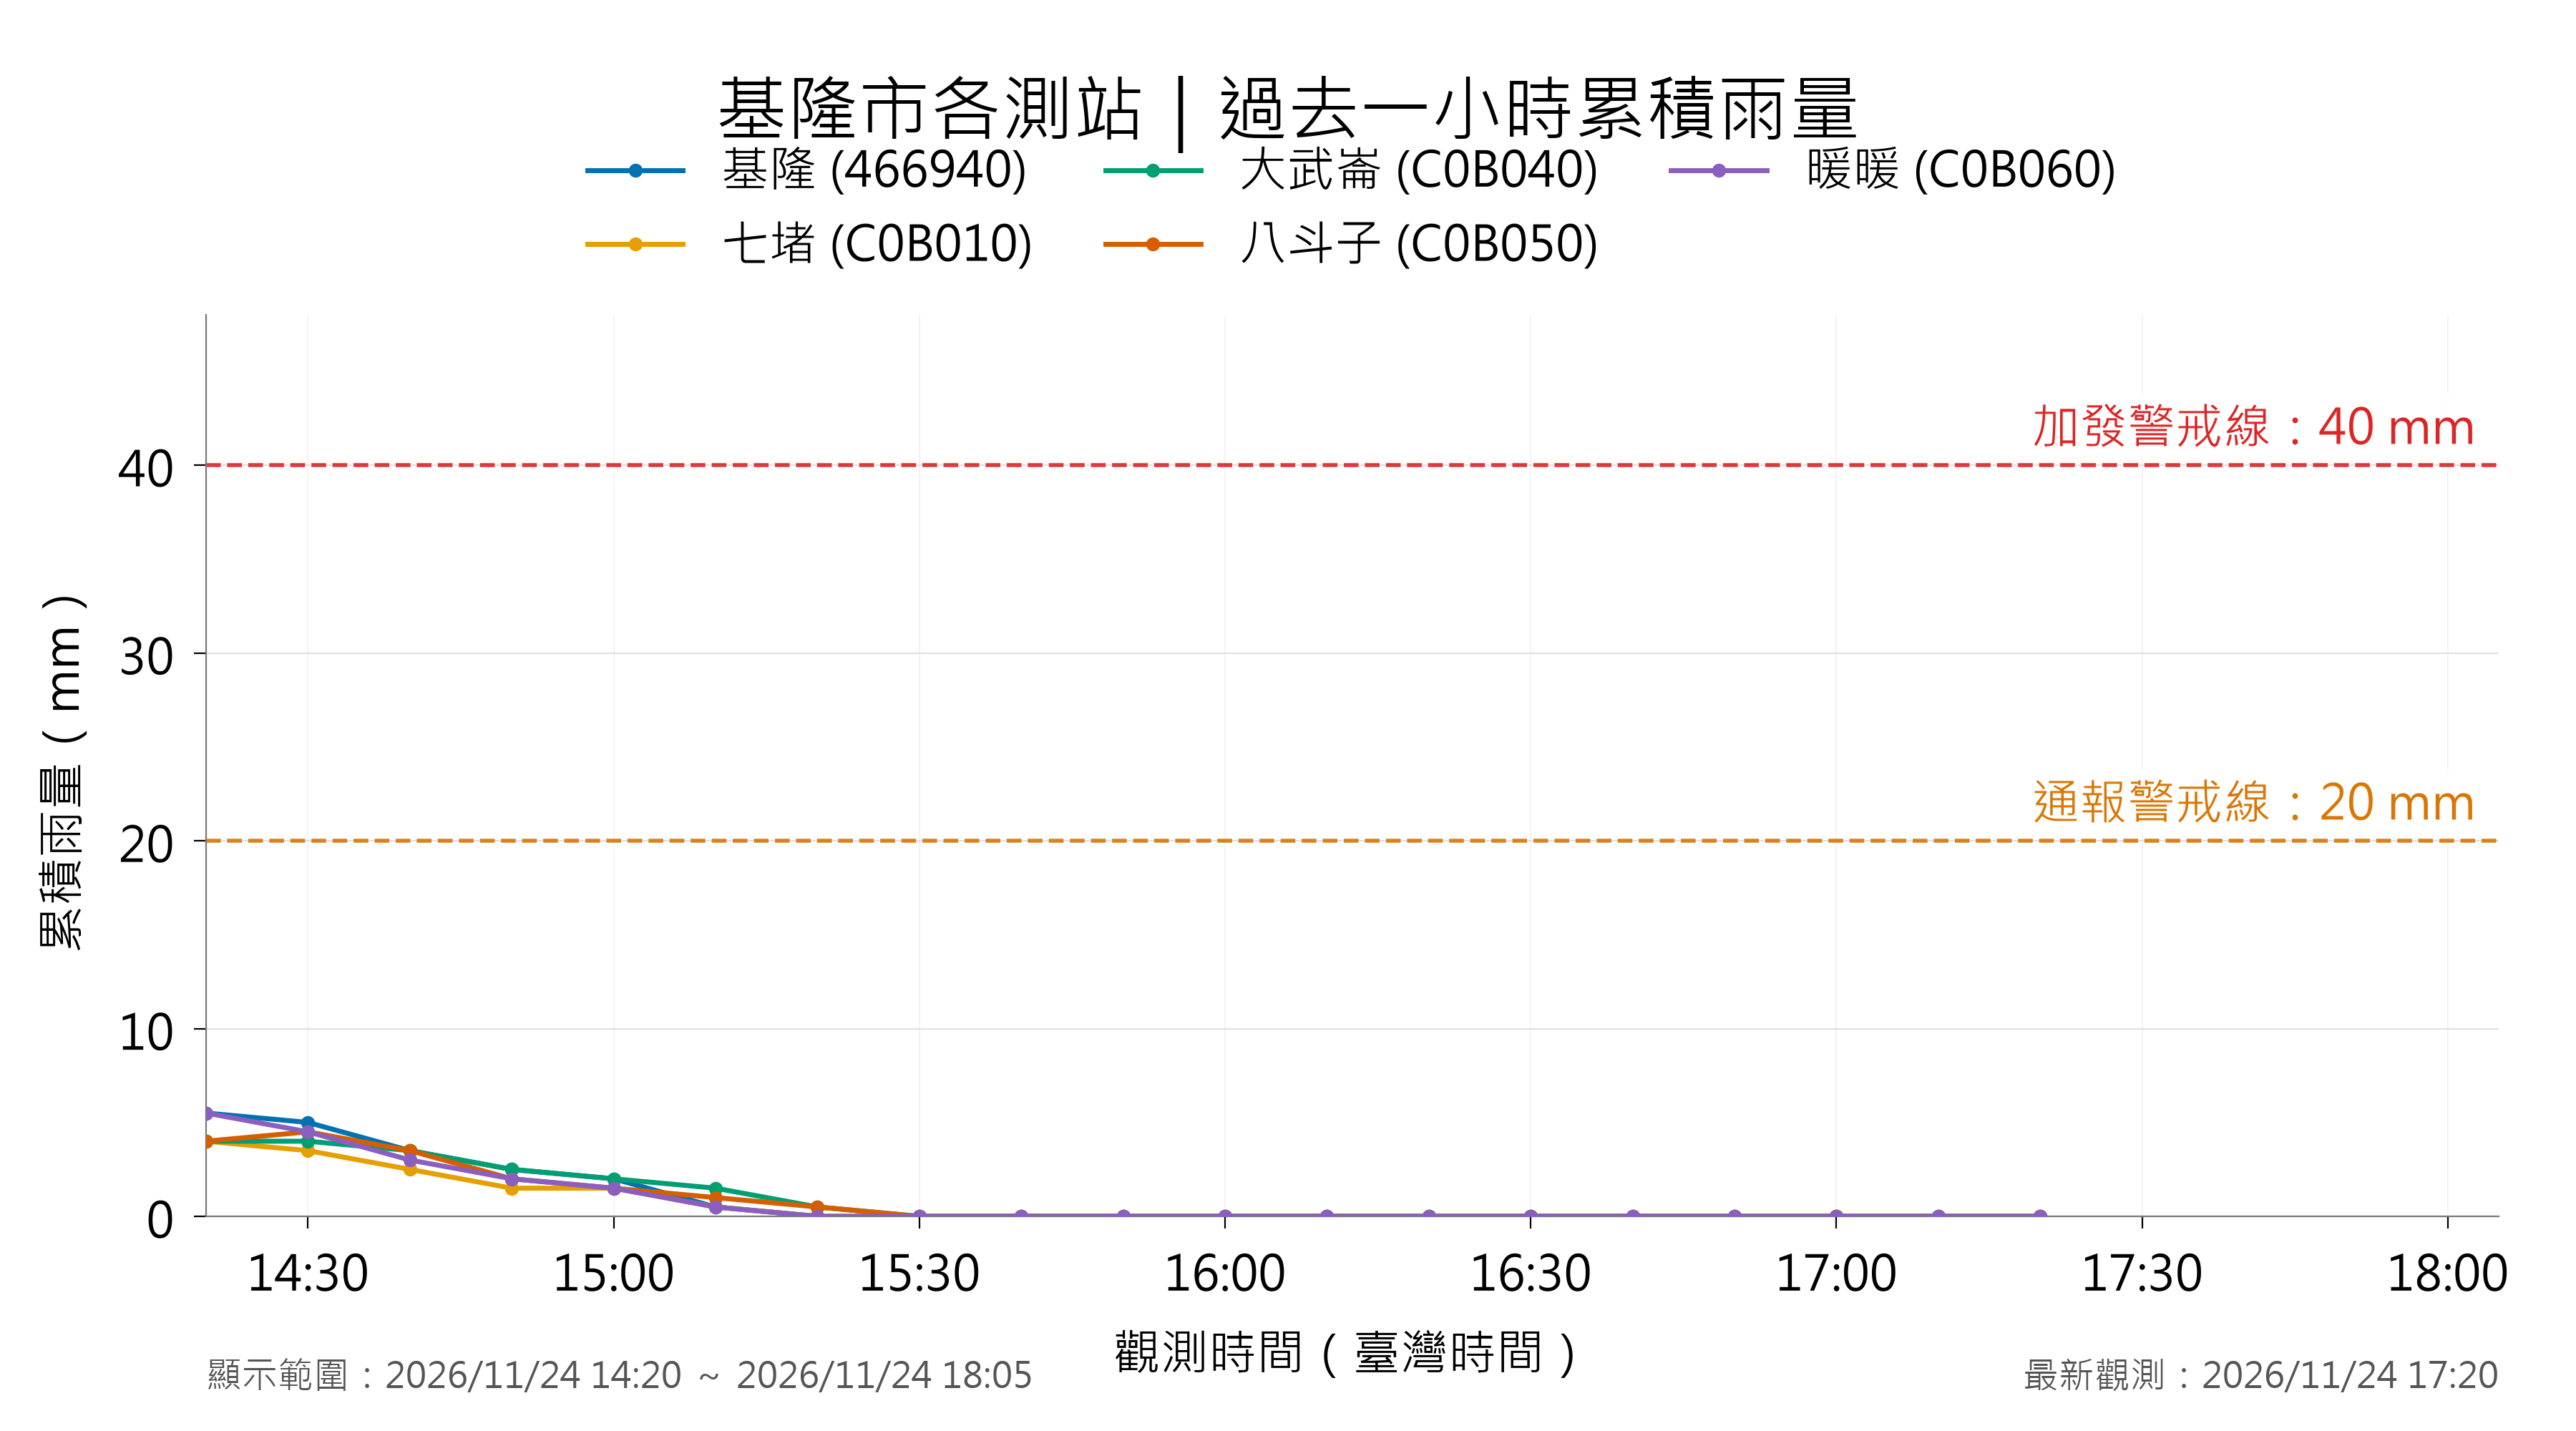 基隆市各測站｜過去一小時累積雨量
基隆 (466940)
七堵 (C0B010)
大武崙 (C0B040)
八斗子 (C0B050)
暖暖 (C0B060)
累積雨量（mm）
40
30
20
10
0
加發警戒線：40 mm
通報警戒線：20 mm
14:30 15:00 15:30 16:00 16:30 17:00 17:30 18:00
觀測時間（臺灣時間）
顯示範圍：2026/11/24 14:20 ~ 2026/11/24 18:05
最新觀測：2026/11/24 17:20